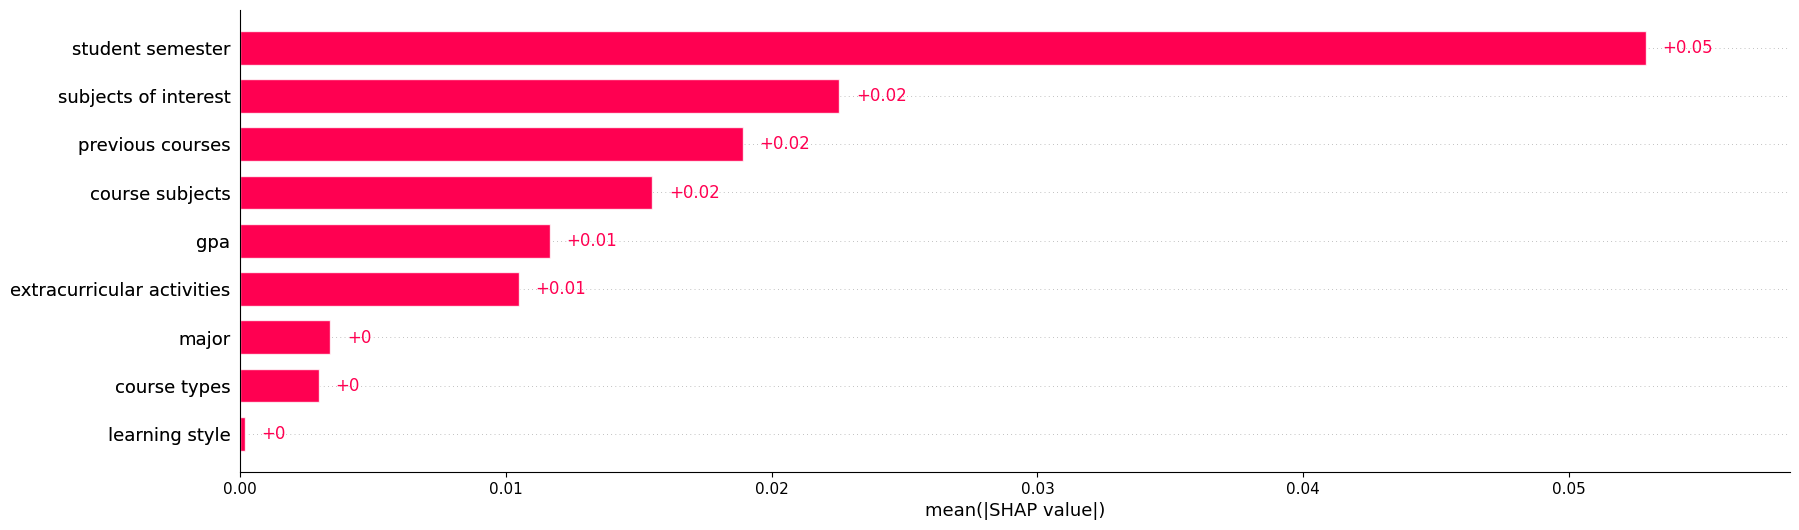 student semester +0.05
subjects of interest +0.02
previous courses +0.02
course subjects +0.02
gpa +0.01
extracurricular activities +0.01
major +0
course types +0
learning style +0
0.00 0.01 0.02 0.03 0.04 0.05
mean(|SHAP value|)